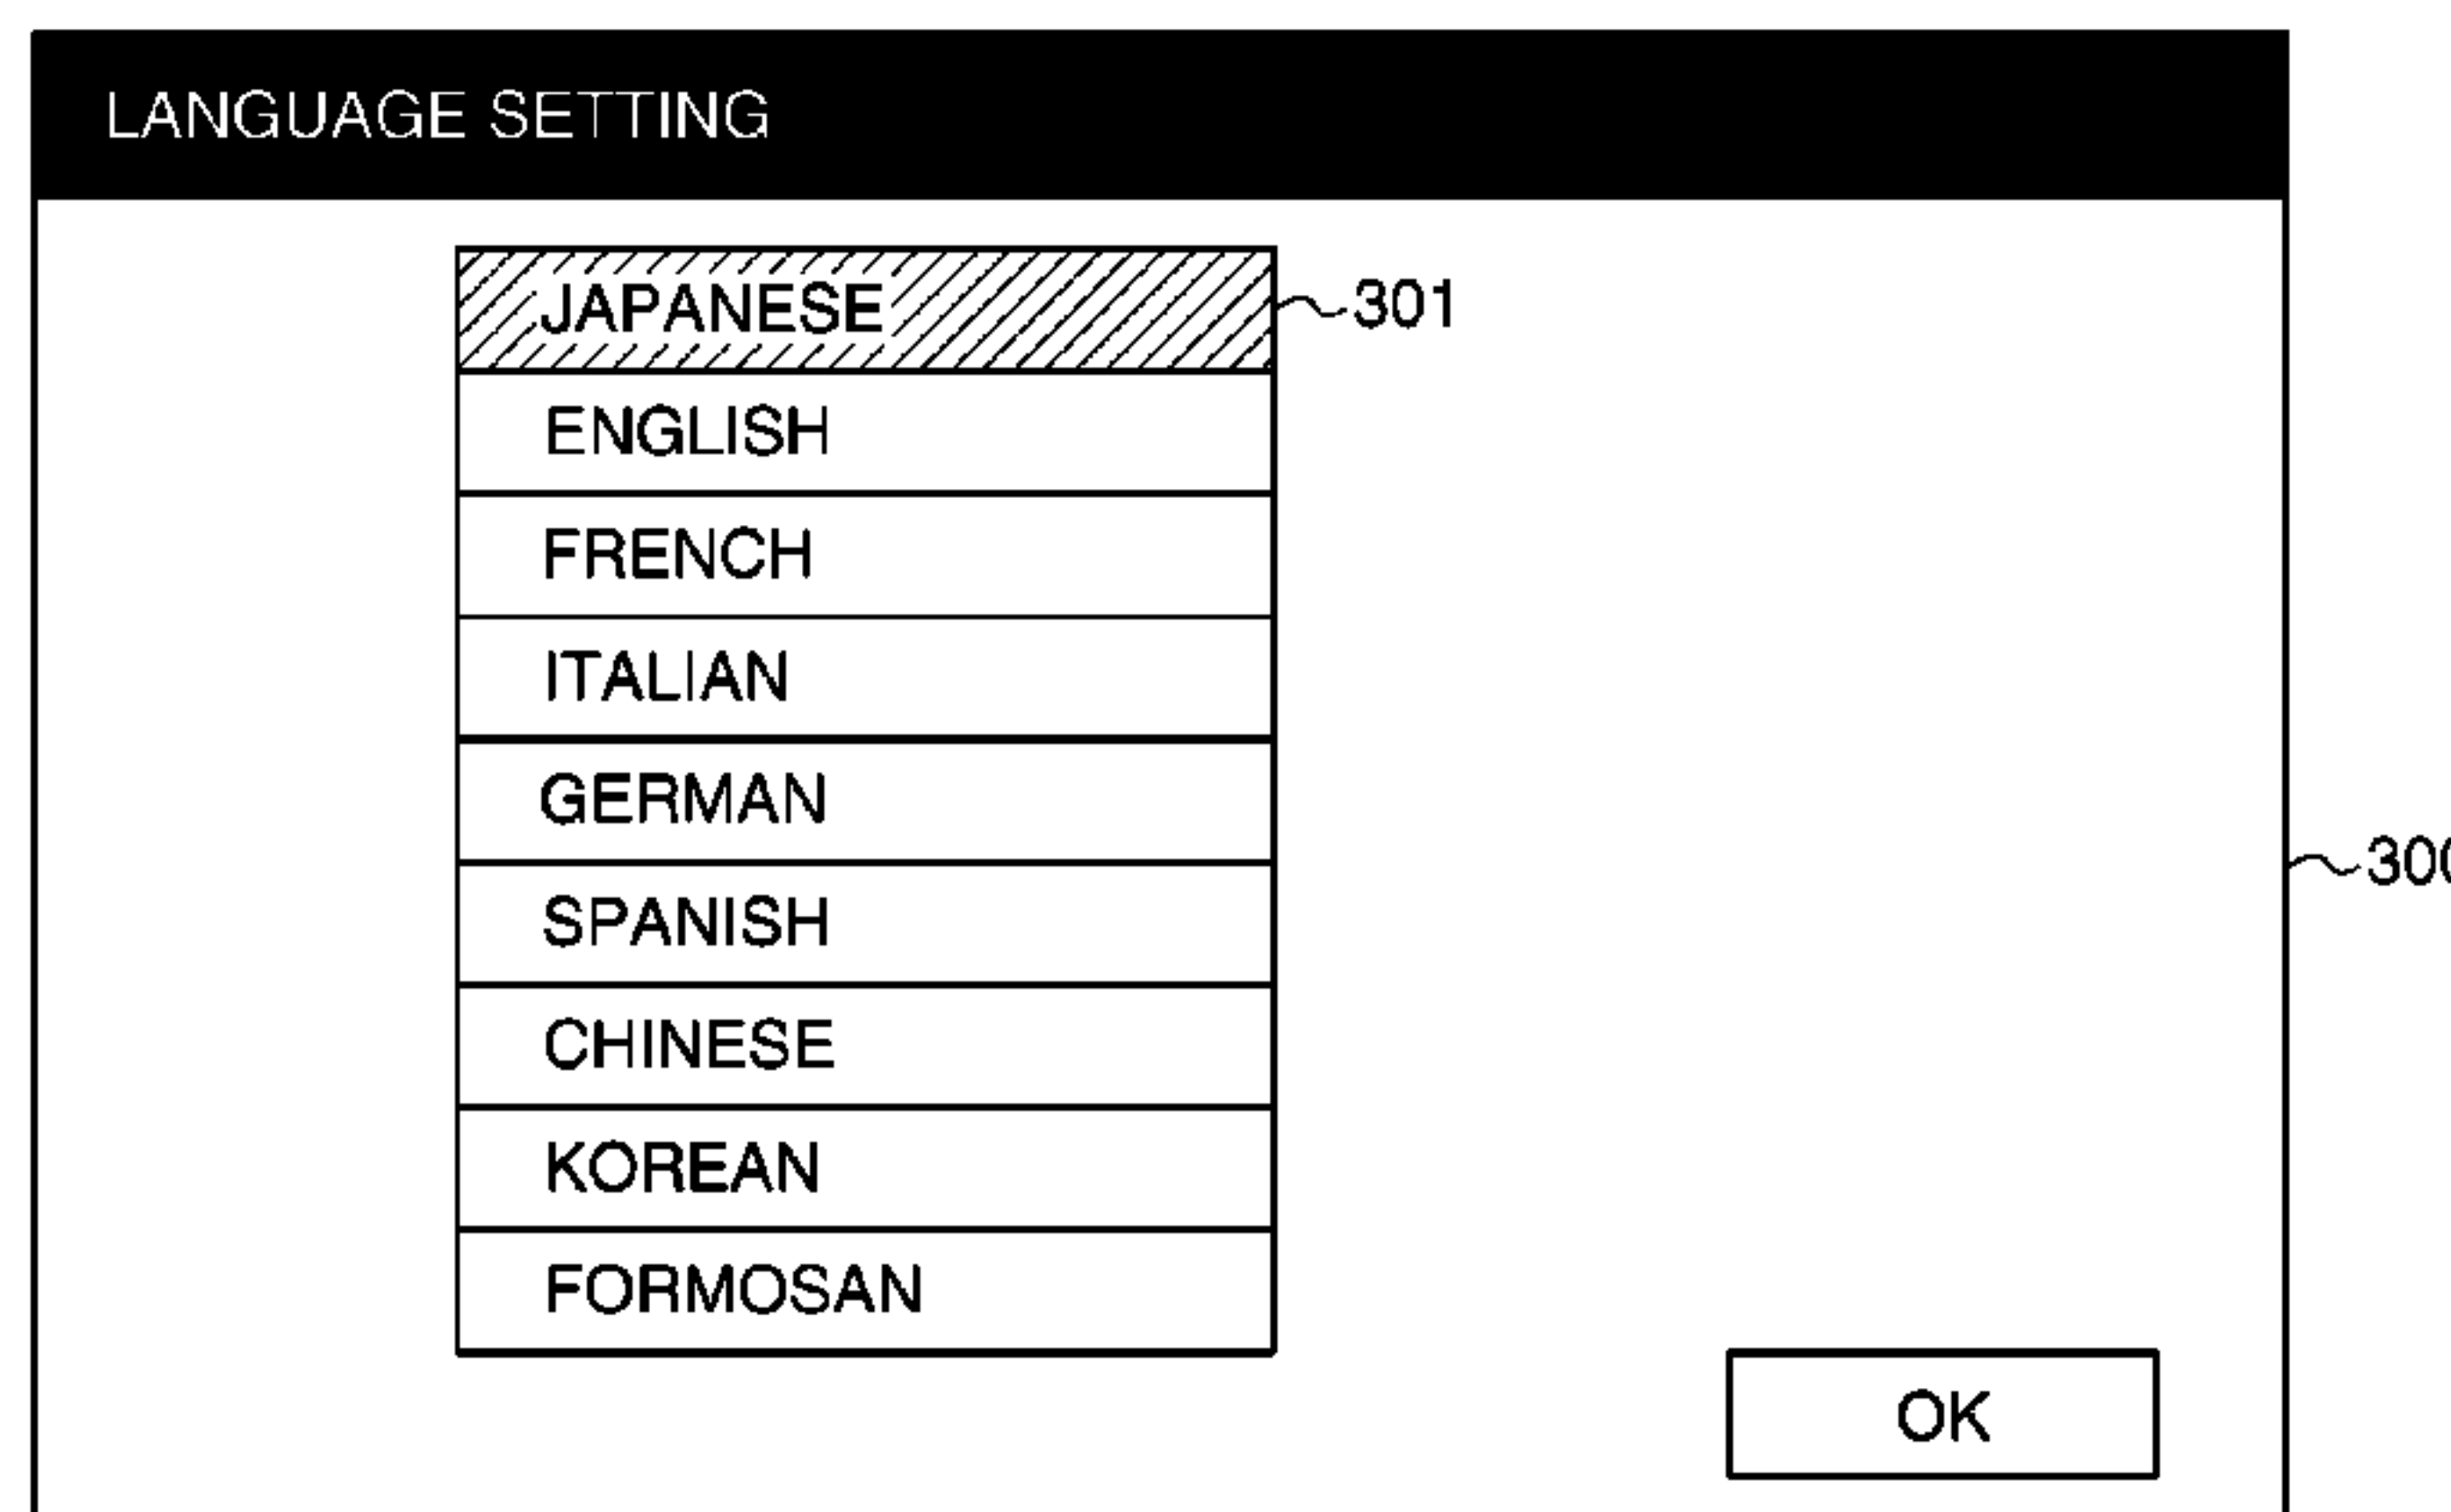 LANGUAGE SETTING
JAPANESE
301
ENGLISH
FRENCH
ITALIAN
GERMAN
SPANISH
CHINESE
KOREAN
FORMOSAN
OK